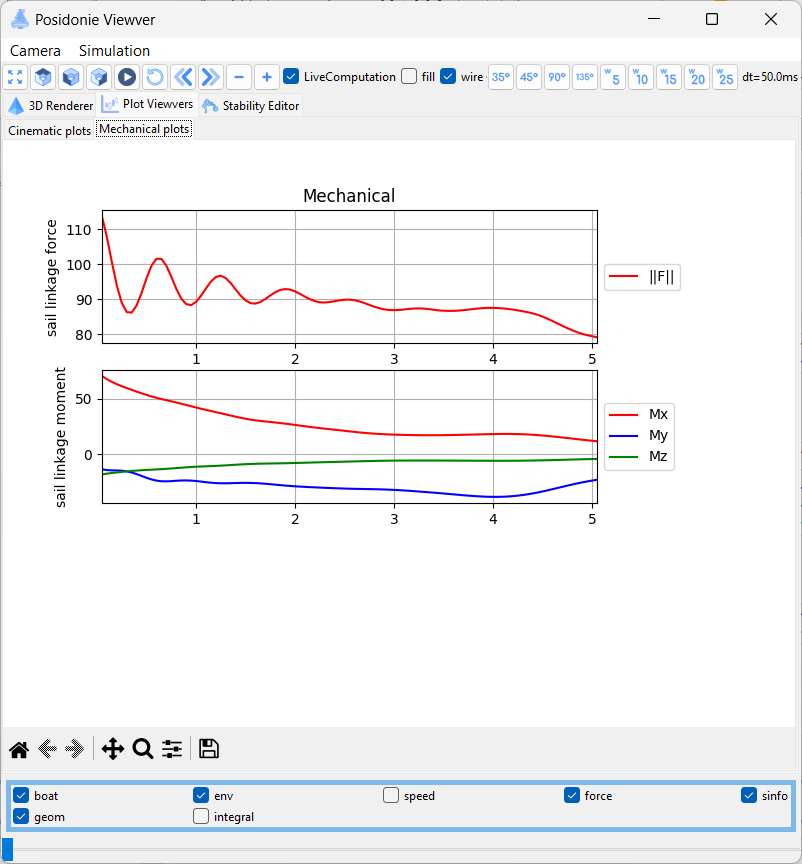 Posidonie Viewver
Camera Simulation
LiveComputation fill wire 35° 45° 90° 135° w5 w10 w15 w20 w25 dt=50.0ms
3D Renderer Plot Viewvers Stability Editor
Cinematic plots Mechanical plots
Mechanical
sail linkage force
110
100
90
80
1 2 3 4 5
||F||
sail linkage moment
50
0
1 2 3 4 5
Mx
My
Mz
boat env speed force sinfo
geom integral